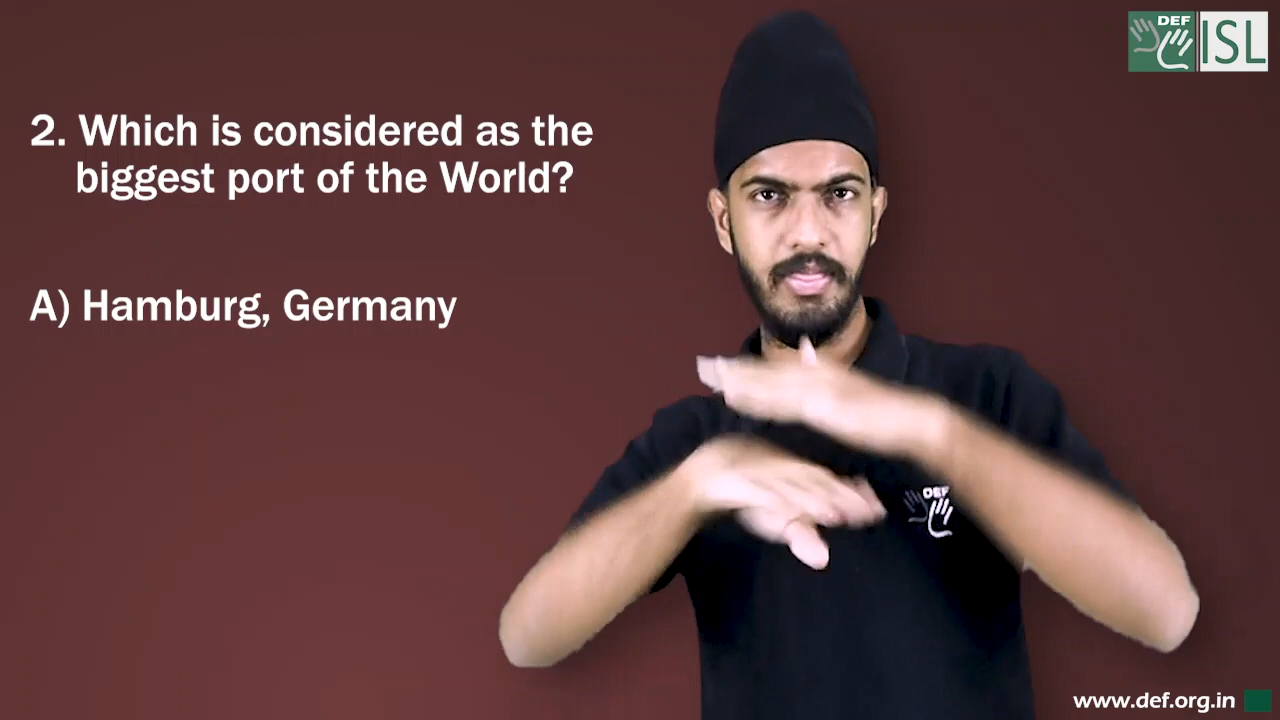 DEF
ISL
2. Which is considered as the
biggest port of the World?
A) Hamburg, Germany
DEF
www.def.org.in